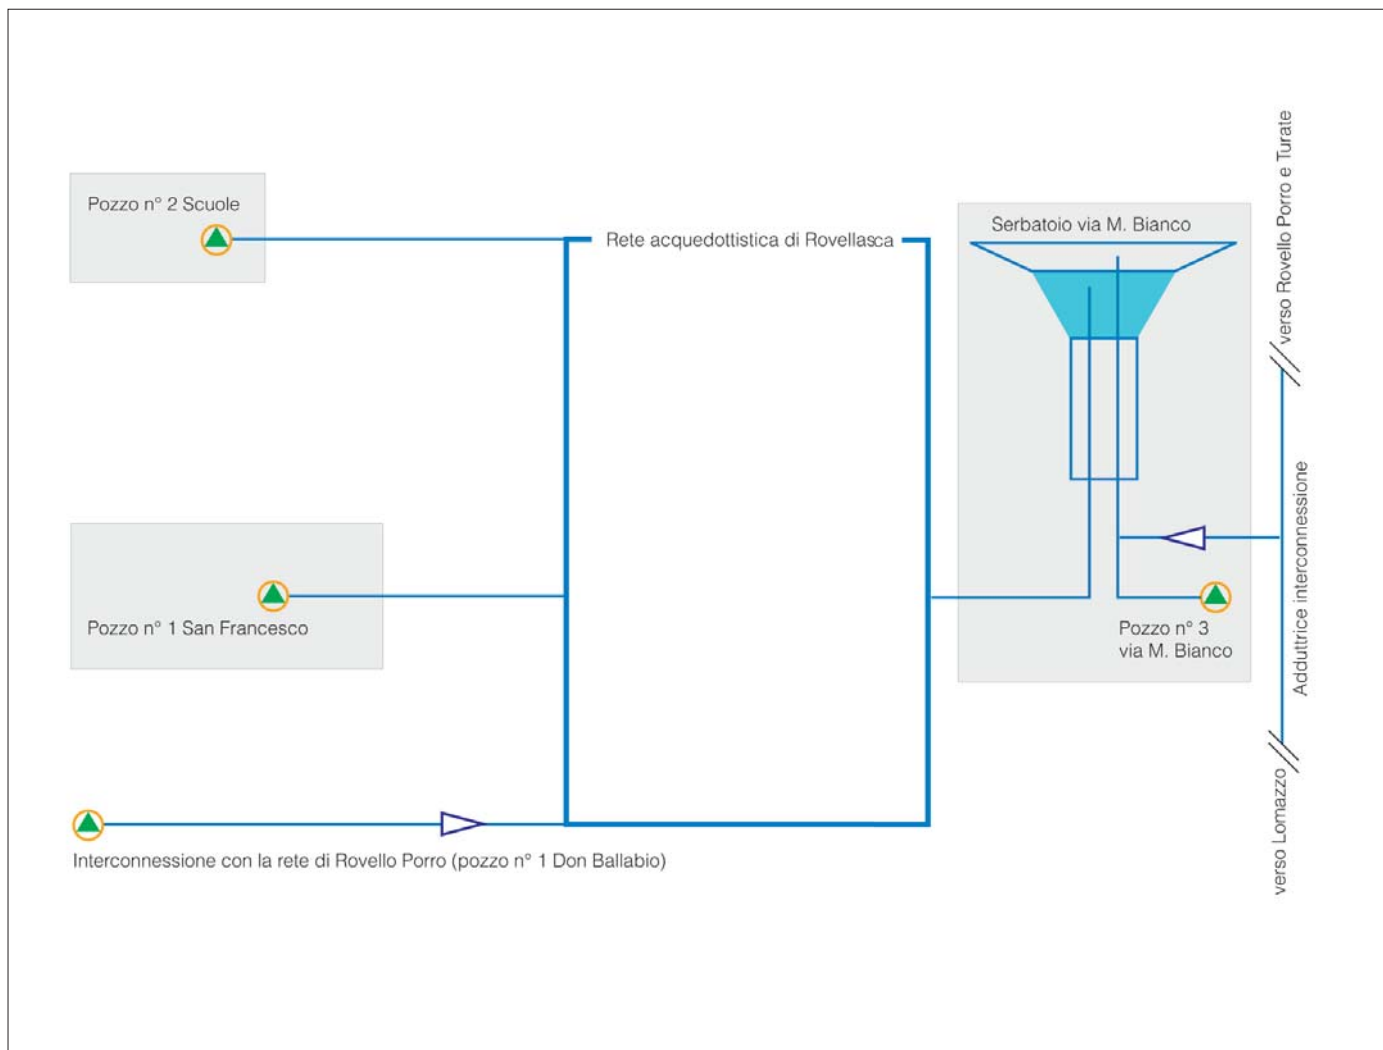 Pozzo n° 2 Scuole
Rete acquedottistica di Rovellasca
Serbatoio via M. Bianco
verso Rovello Porro e Turate
Adduttrice interconnessione
Pozzo n° 1 San Francesco
Pozzo n° 3
via M. Bianco
verso Lomazzo
Interconnessione con la rete di Rovello Porro (pozzo n° 1 Don Ballabio)